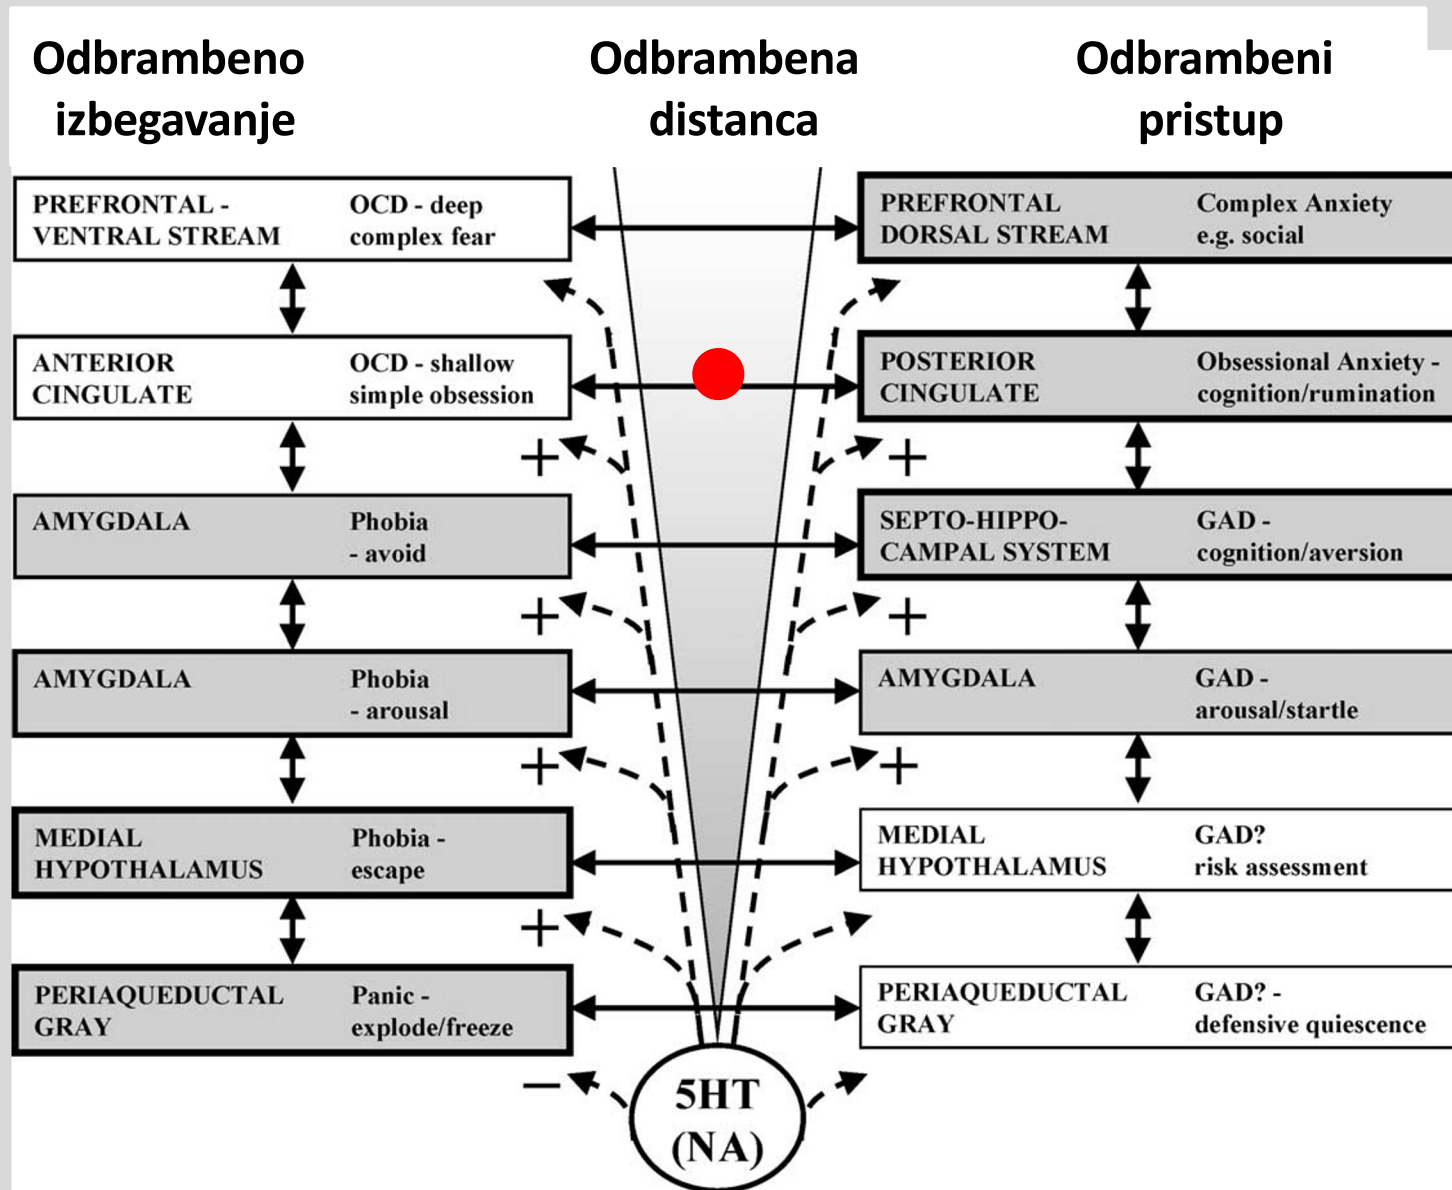 Odbrambeno
izbegavanje
Odbrambena
distanca
Odbrambeni
pristup
PREFRONTAL -
VENTRAL STREAM
OCD - deep
complex fear
PREFRONTAL
DORSAL STREAM
Complex Anxiety
e.g. social
ANTERIOR
CINGULATE
OCD - shallow
simple obsession
POSTERIOR
CINGULATE
Obsessional Anxiety -
cognition/rumination
+
+
AMYGDALA
Phobia
- avoid
SEPTO-HIPPO-
CAMPAL SYSTEM
GAD -
cognition/aversion
+
+
AMYGDALA
Phobia
- arousal
AMYGDALA
GAD -
arousal/startle
+
+
MEDIAL
HYPOTHALAMUS
Phobia -
escape
MEDIAL
HYPOTHALAMUS
GAD?
risk assessment
+
PERIAQUEDUCTAL
GRAY
Panic -
explode/freeze
PERIAQUEDUCTAL
GRAY
GAD? -
defensive quiescence
−
5HT
(NA)